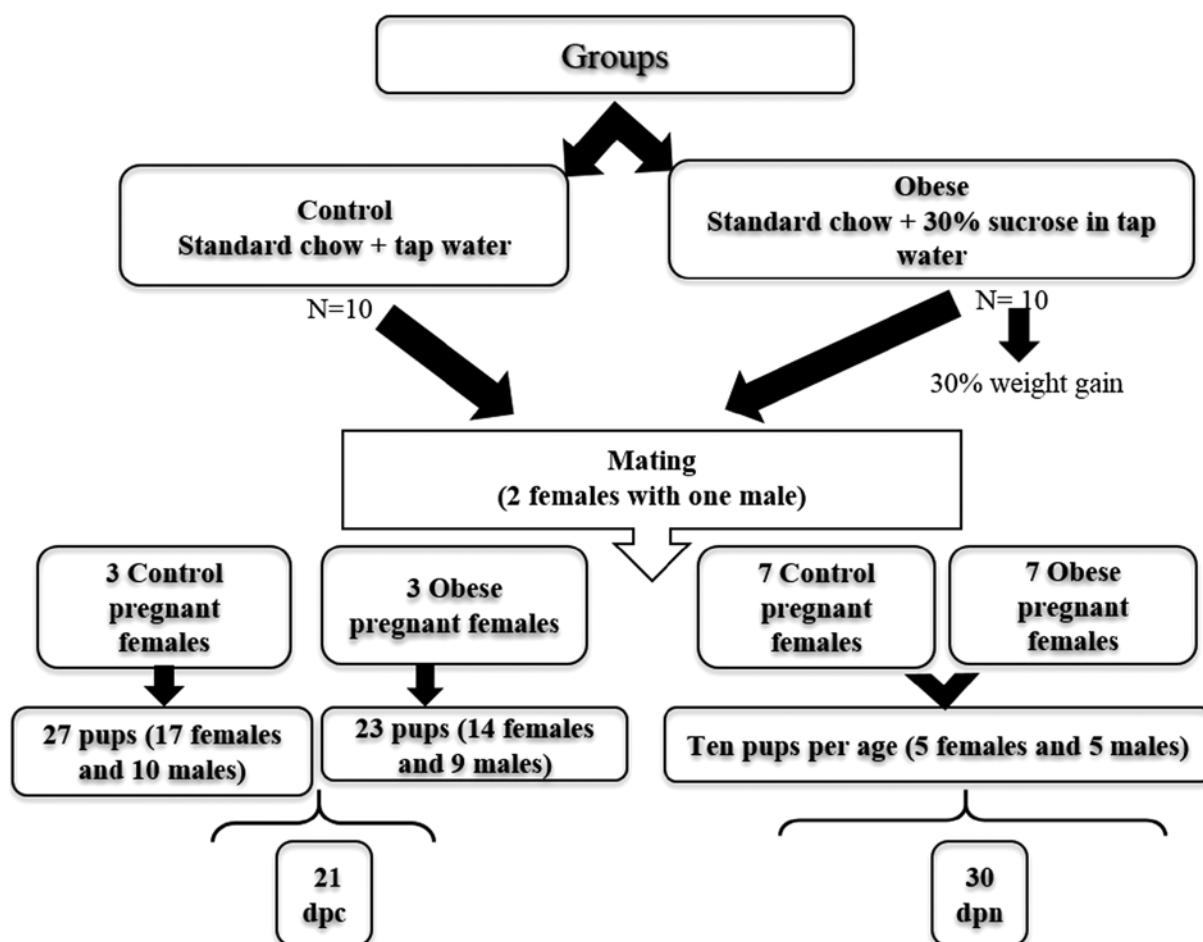 Groups
Control
Standard chow + tap water
Obese
Standard chow + 30% sucrose in tap
water
N=10
N= 10
30% weight gain
Mating
(2 females with one male)
3 Control
pregnant
females
3 Obese
pregnant females
7 Control
pregnant
females
7 Obese
pregnant
females
27 pups (17 females
and 10 males)
23 pups (14 females
and 9 males)
Ten pups per age (5 females and 5 males)
21
dpc
30
dpn